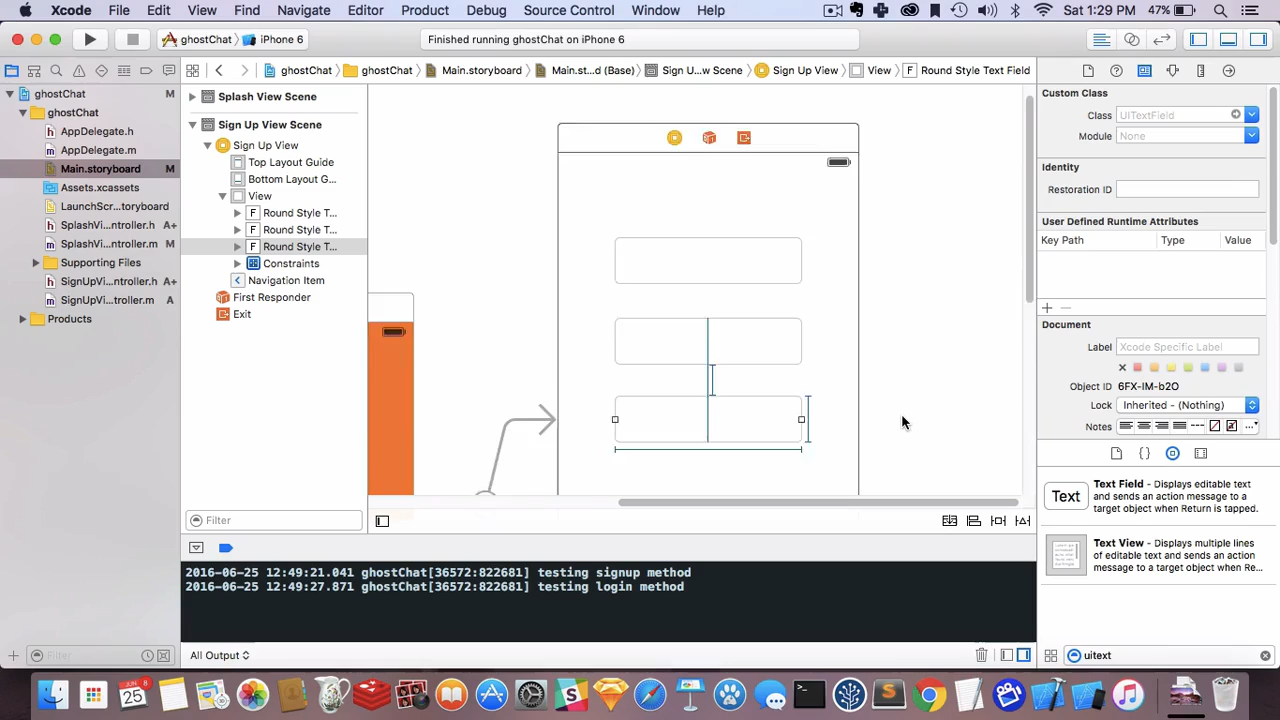 Xcode File Edit View Find Navigate Editor Product Debug Source Control Window Help Sat 1:29 PM 47%
ghostChat iPhone 6 Finished running ghostChat on iPhone 6
ghostChat ghostChat Main.storyboard Main.st...d (Base) Sign U...w Scene Sign Up View View F Round Style Text Field
ghostChat M
ghostChat
AppDelegate.h
AppDelegate.m
Main.storyboard M
Assets.xcassets
LaunchScr...toryboard
SplashVi...ntroller.h A+
SplashVi...ntroller.m M
Supporting Files
SignUpVi...ntroller.h A+
SignUpVi...troller.m A
Products
Filter
Splash View Scene
Sign Up View Scene
Sign Up View
Top Layout Guide
Bottom Layout G...
View
F Round Style T...
F Round Style T...
F Round Style T...
Constraints
Navigation Item
First Responder
Exit
Filter
2016-06-25 12:49:21.041 ghostChat[36572:822681] testing signup method
2016-06-25 12:49:27.871 ghostChat[36572:822681] testing login method
All Output
Custom Class
Class UITextField
Module None
Identity
Restoration ID
User Defined Runtime Attributes
Key Path Type Value
Document
Label Xcode Specific Label
Object ID 6FX-IM-b2O
Lock Inherited - (Nothing)
Notes
Text
Text Field - Displays editable text
and sends an action message to a
target object when Return is tapped.
Text View - Displays multiple lines
of editable text and sends an action
message to a target object when Re...
uitext
JUN
25
8